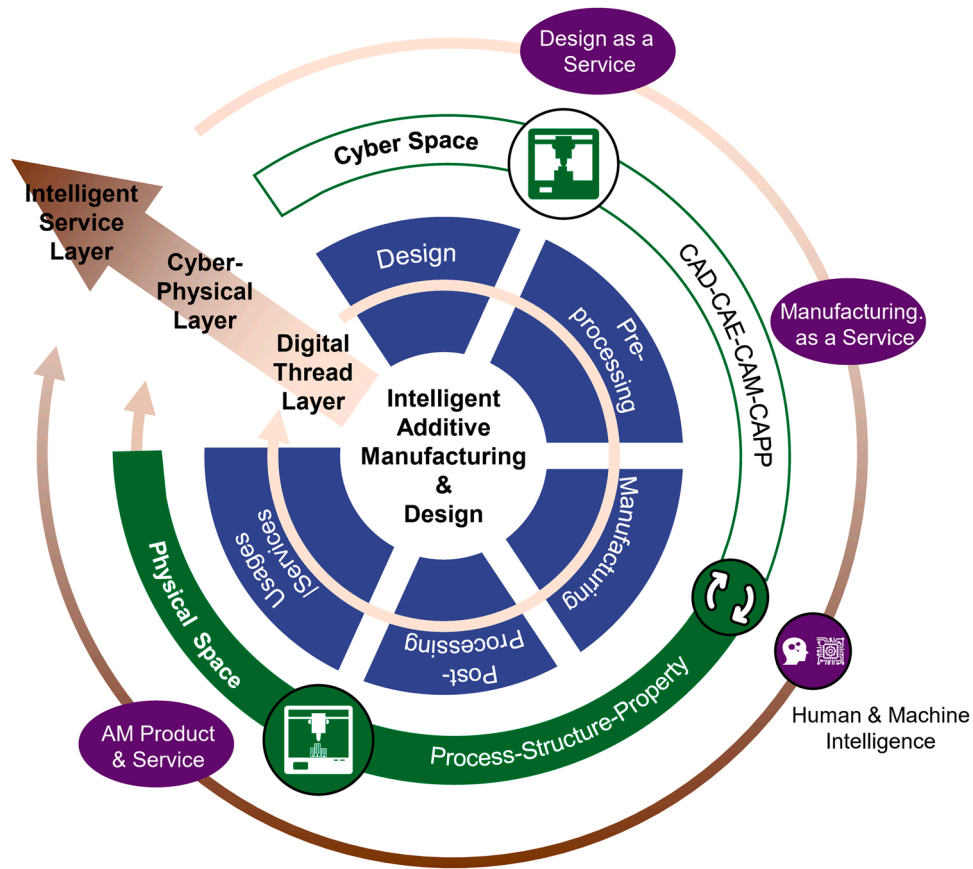 Design as a
Service
Cyber Space
Intelligent
Service
Layer
Cyber-
Physical
Layer
Digital
Thread
Layer
Design
Pre-
processing
CAD-CAE-CAM-CAPP
Manufacturing.
as a Service
Intelligent
Additive
Manufacturing
&
Design
Manufacturing
Usages
/Services
Post-
Processing
Physical Space
Process-Structure-Property
AM Product
& Service
Human & Machine
Intelligence